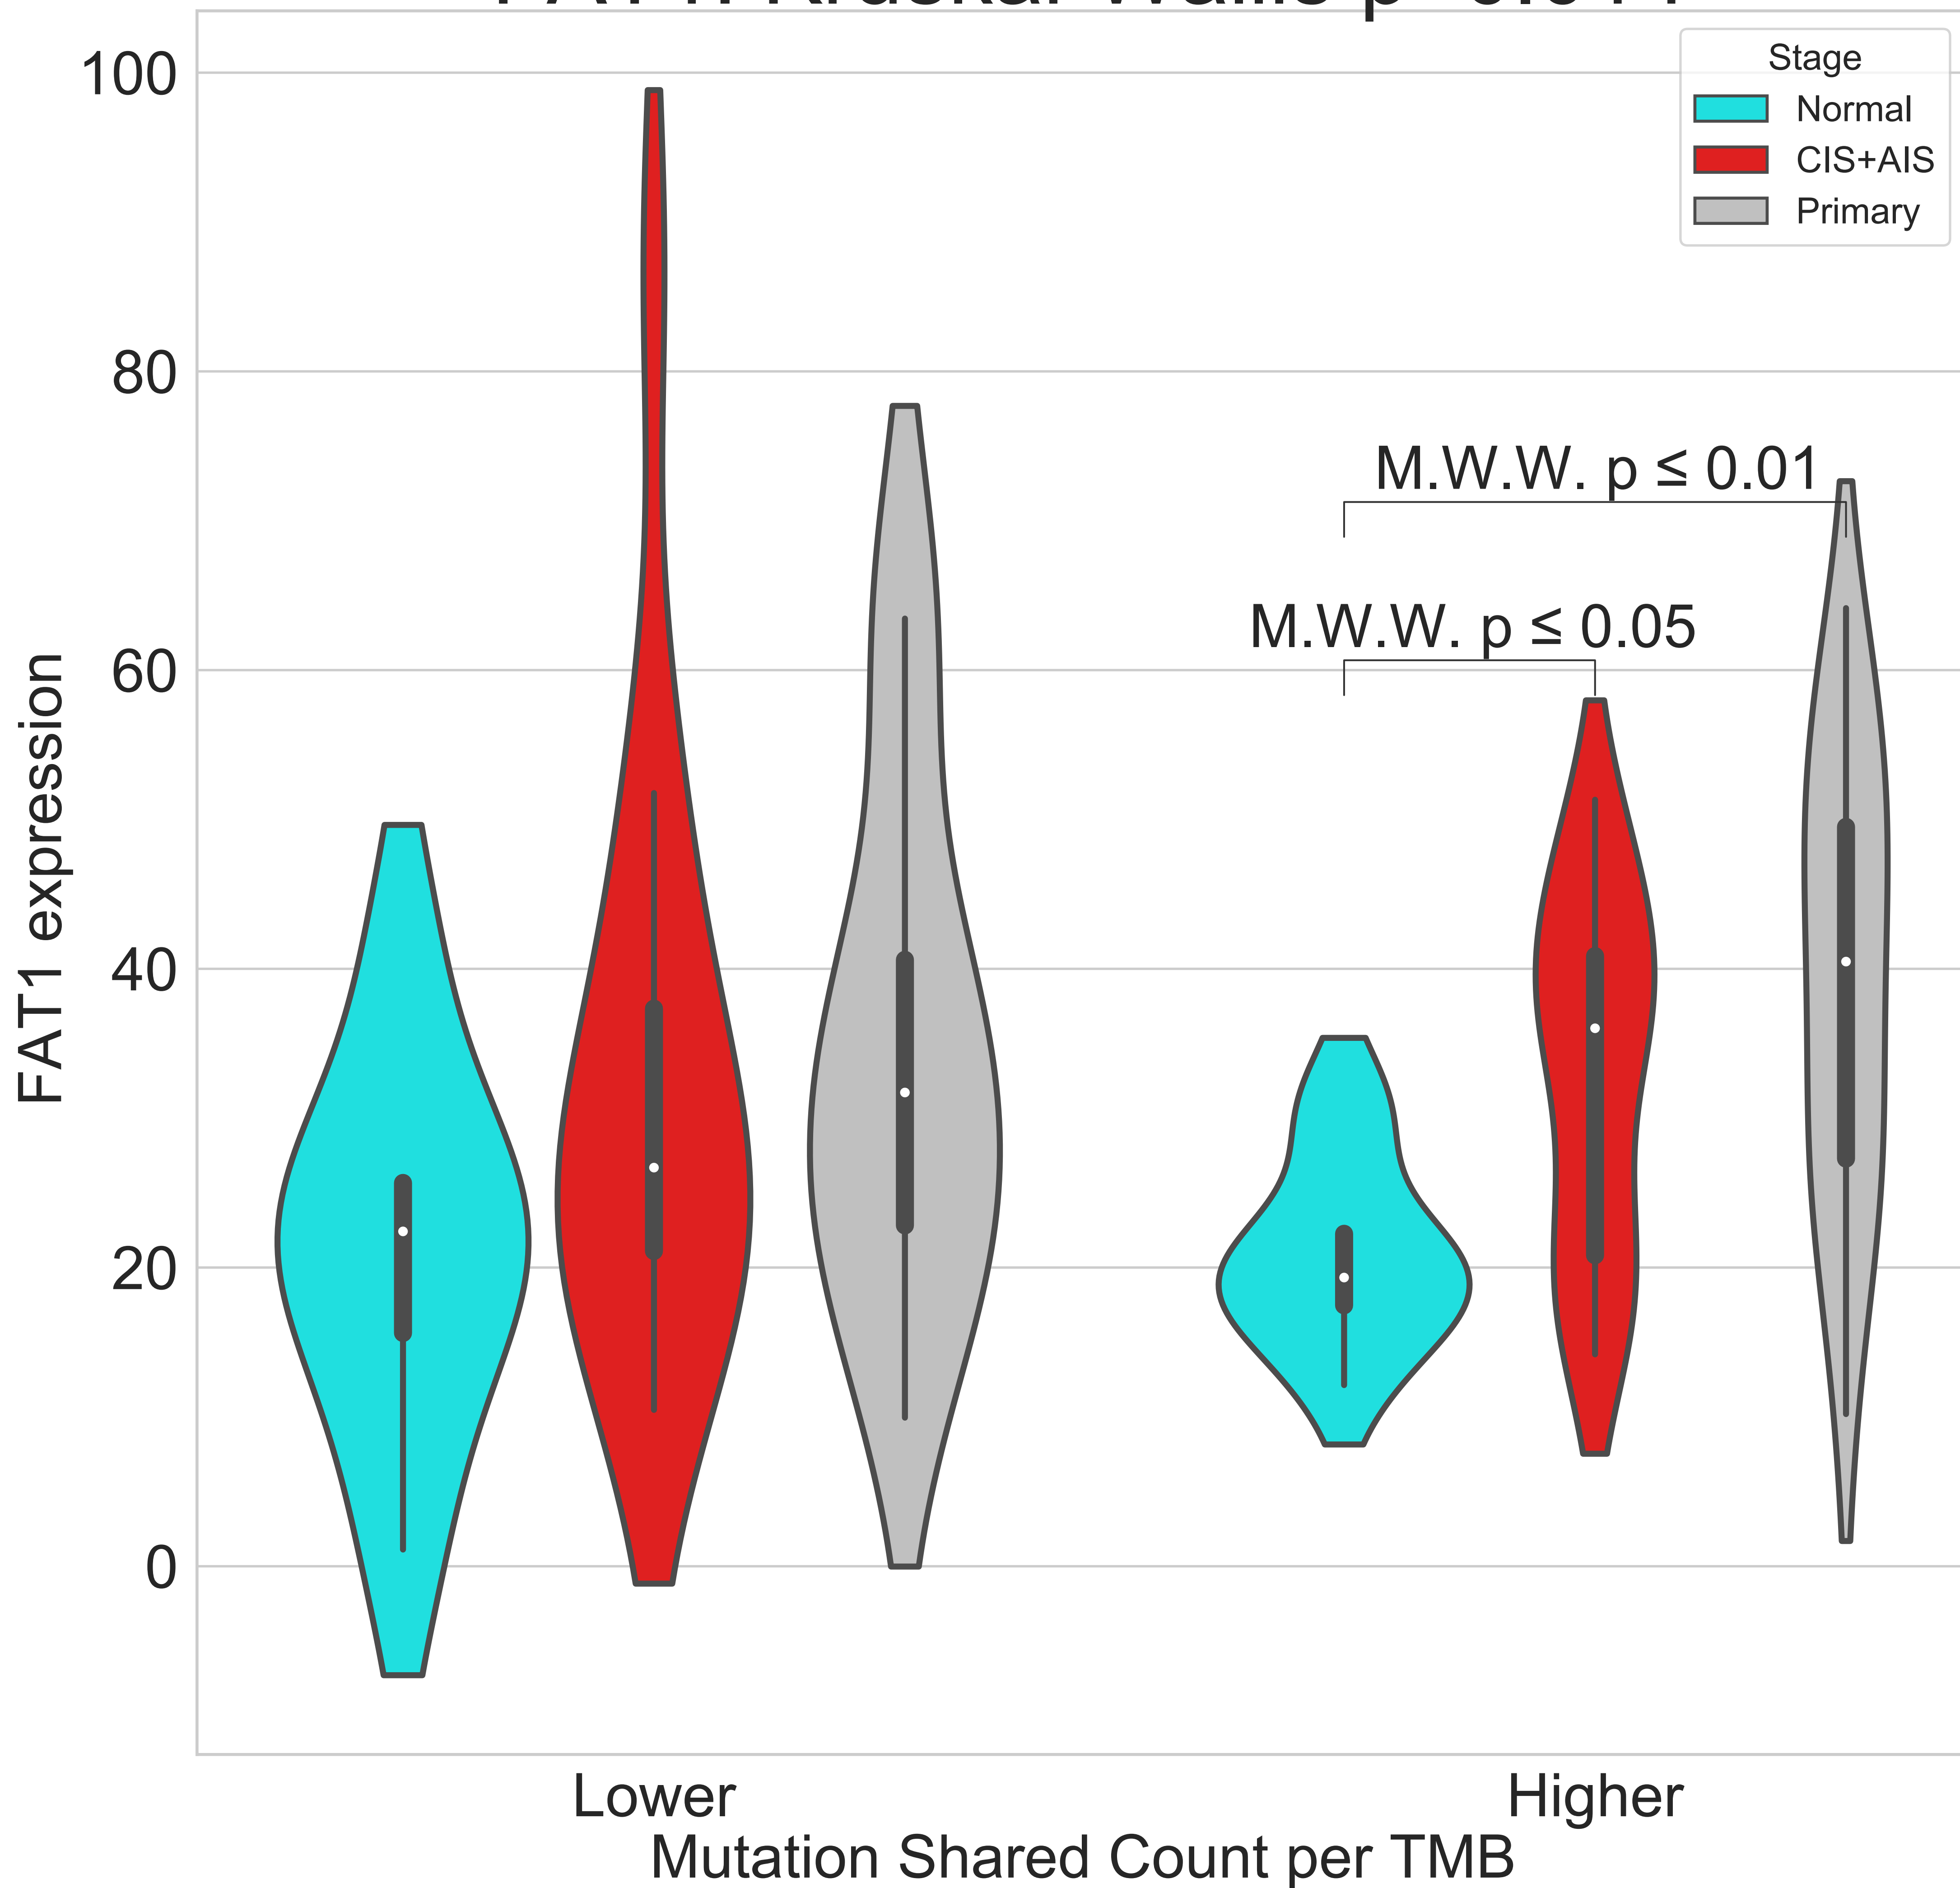 100
80
60
40
20
0
FAT1 expression
Stage
Normal
CIS+AIS
Primary
M.W.W. p ≤ 0.01
M.W.W. p ≤ 0.05
Lower
Higher
Mutation Shared Count per TMB